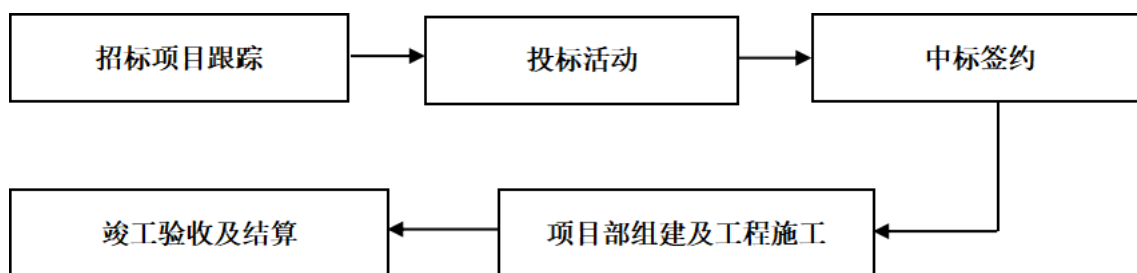 招标项目跟踪
投标活动
中标签约
项目部组建及工程施工
竣工验收及结算